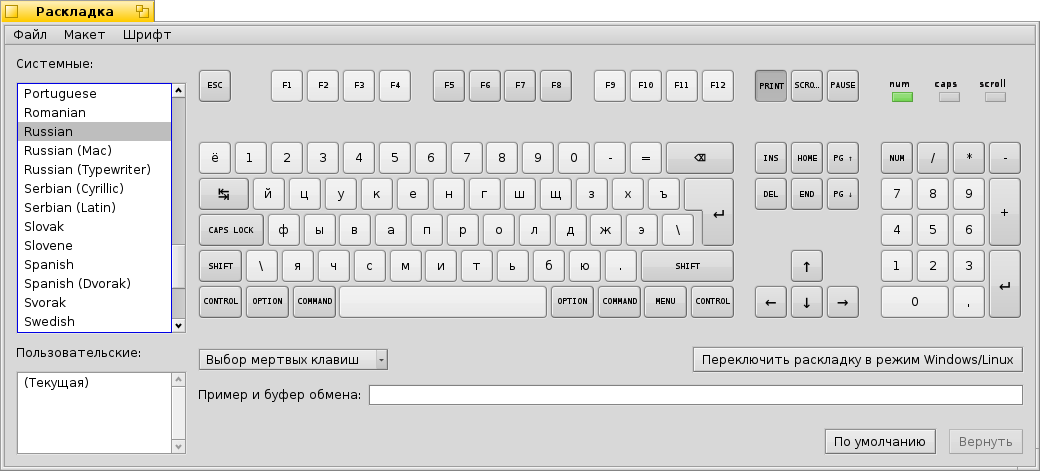 Раскладка
Файл Макет Шрифт
Системные:
Portuguese
Romanian
Russian
Russian (Mac)
Russian (Typewriter)
Serbian (Cyrillic)
Serbian (Latin)
Slovak
Slovene
Spanish
Spanish (Dvorak)
Svorak
Swedish
Пользовательские:
(Текущая)
ESC F1 F2 F3 F4 F5 F6 F7 F8 F9 F10 F11 F12 PRINT SCRO… PAUSE num caps scroll
ё 1 2 3 4 5 6 7 8 9 0 - = ⌫ INS HOME PG ↑ NUM / * -
↹ й ц у к е н г ш щ з х ъ ↵ DEL END PG ↓ 7 8 9 +
CAPS LOCK ф ы в а п р о л д ж э \ 4 5 6
SHIFT \ я ч с м и т ь б ю . SHIFT ↑ 1 2 3 ↵
CONTROL OPTION COMMAND OPTION COMMAND MENU CONTROL ← ↓ → 0 ,
Выбор мертвых клавиш Переключить раскладку в режим Windows/Linux
Пример и буфер обмена:
По умолчанию Вернуть